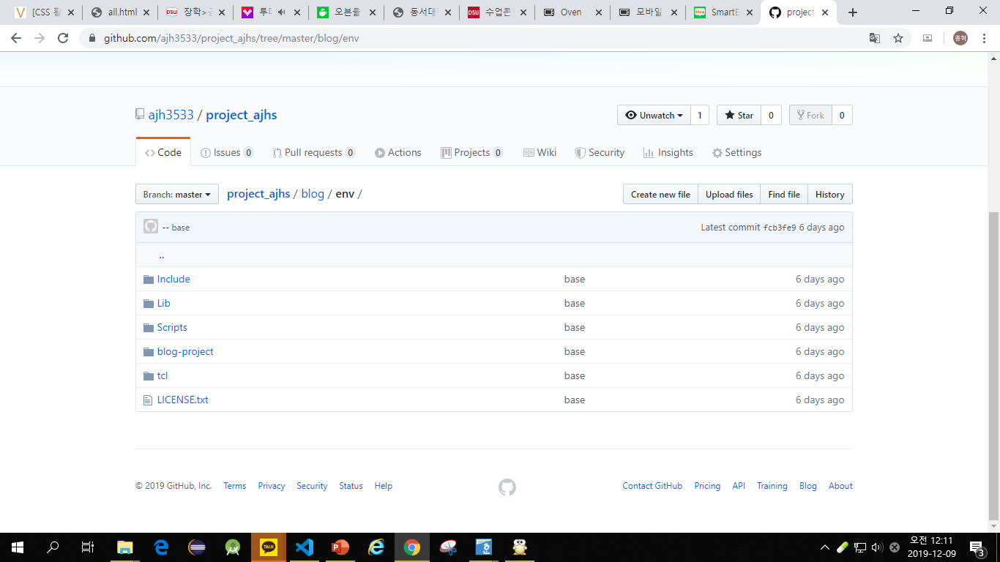 [CSS 활
all.html
장학>공
투미
오븐을
동서대
수업콘텐
Oven
모바일
SmartE
project
github.com/ajh3533/project_ajhs/tree/master/blog/env
종혁
ajh3533 / project_ajhs
Unwatch 1 Star 0 Fork 0
Code Issues 0 Pull requests 0 Actions Projects 0 Wiki Security Insights Settings
Branch: master project_ajhs / blog / env / Create new file Upload files Find file History
-- base Latest commit fcb3fe9 6 days ago
..
Include base 6 days ago
Lib base 6 days ago
Scripts base 6 days ago
blog-project base 6 days ago
tcl base 6 days ago
LICENSE.txt base 6 days ago
© 2019 GitHub, Inc. Terms Privacy Security Status Help Contact GitHub Pricing API Training Blog About
TALK
오전 12:11
2019-12-09
3